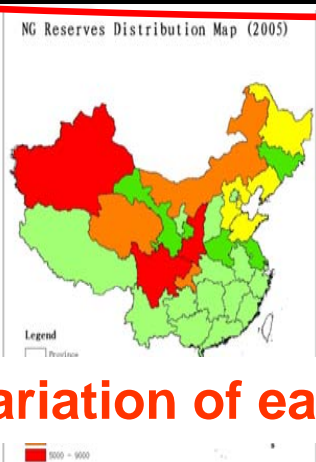 NG Reserves Distribution Map (2005)
Legend
Province
ariation of ea
5000 - 9000